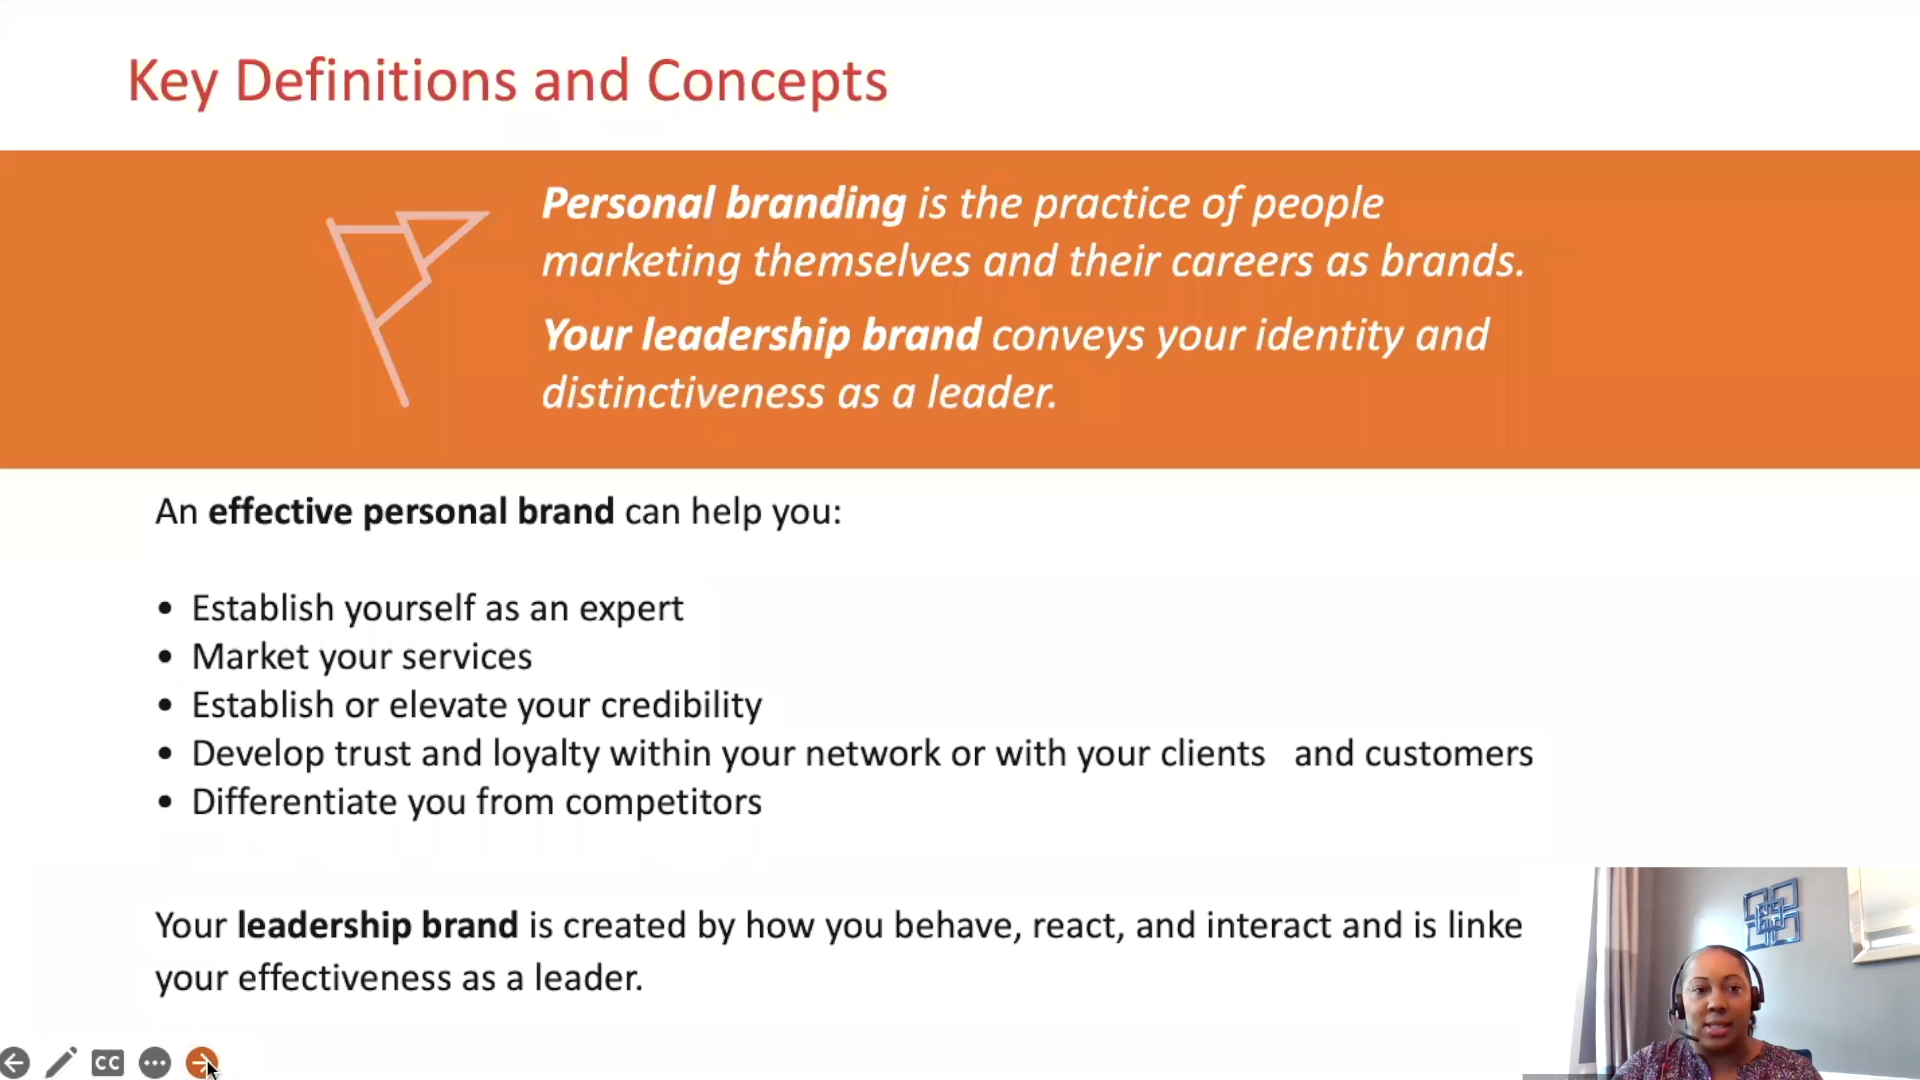 Key Definitions and Concepts
Personal branding is the practice of people
marketing themselves and their careers as brands.
Your leadership brand conveys your identity and
distinctiveness as a leader.
An effective personal brand can help you:
• Establish yourself as an expert
• Market your services
• Establish or elevate your credibility
• Develop trust and loyalty within your network or with your clients and customers
• Differentiate you from competitors
Your leadership brand is created by how you behave, react, and interact and is linke
your effectiveness as a leader.
CC